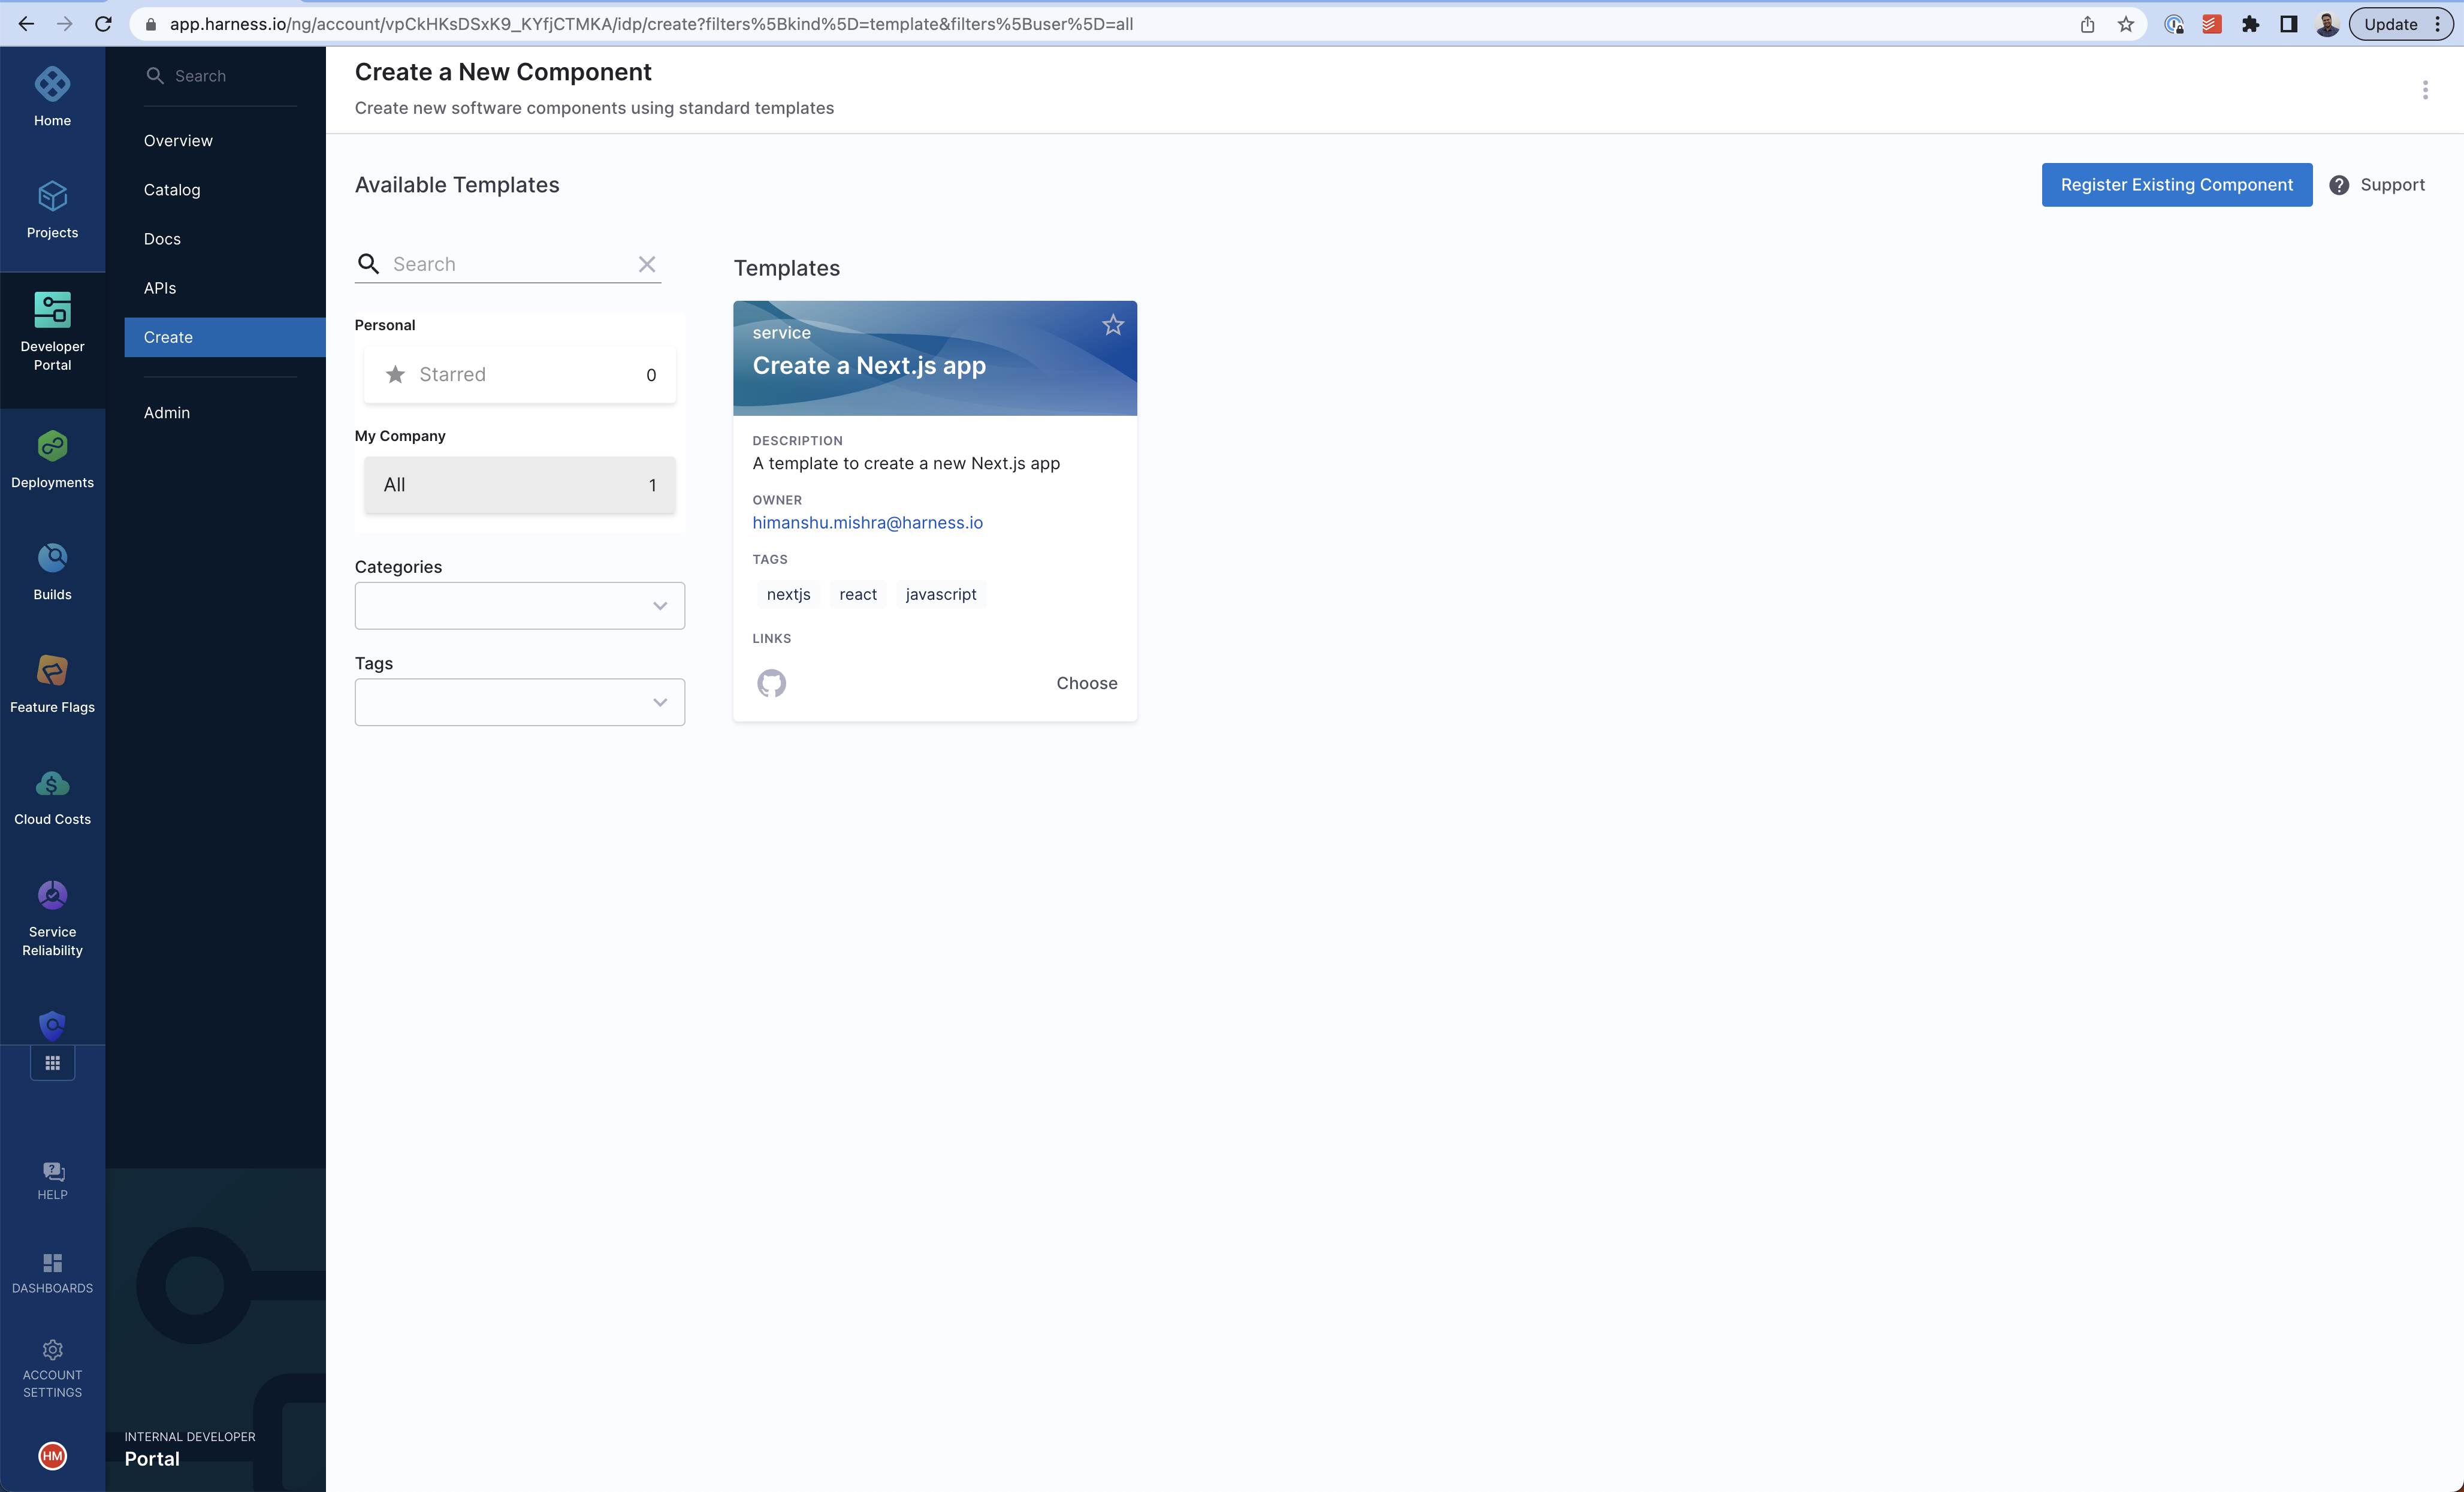 app.harness.io/ng/account/vpCkHKsDSxK9_KYfjCTMKA/idp/create?filters%5Bkind%5D=template&filters%5Buser%5D=all
Update
Home
Projects
Developer
Portal
Deployments
Builds
Feature Flags
Cloud Costs
Service
Reliability
HELP
DASHBOARDS
ACCOUNT
SETTINGS
HM
Search
Overview
Catalog
Docs
APIs
Create
Admin
INTERNAL DEVELOPER
Portal
Create a New Component
Create new software components using standard templates
Available Templates
Register Existing Component
Support
Search
Personal
Starred 0
My Company
All 1
Categories
Tags
Templates
service
Create a Next.js app
DESCRIPTION
A template to create a new Next.js app
OWNER
himanshu.mishra@harness.io
TAGS
nextjs react javascript
LINKS
Choose